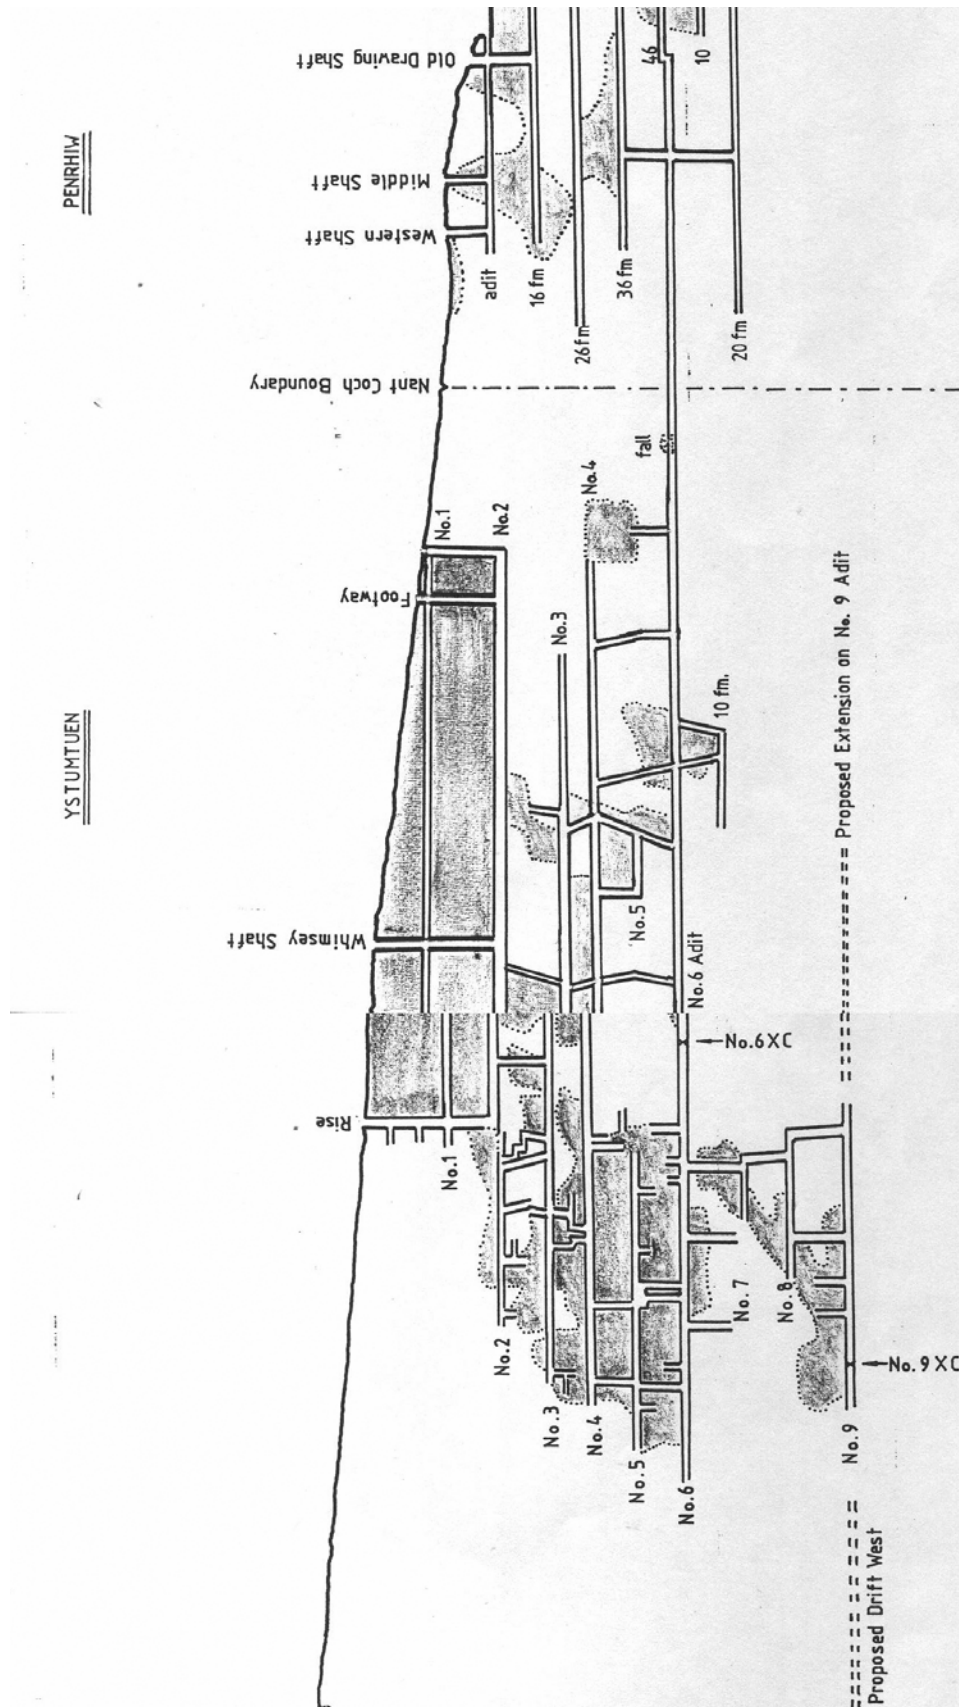 YSTUMTUEN
PENRHIW
Rise
Whimsey Shaft
Footway
Nant Coch Boundary
Western Shaft
Middle Shaft
Old Drawing Shaft
No.1
No.2
No.3
No.4
No.5
No.6
No.7
No.8
No.9
No.9 XC
No.6 XC
No.6 Adit
No.5
10 fm.
No.3
No.1
No.2
No.4
fall
adit
16 fm
26fm
36 fm
20 fm
46
10
Proposed Drift West
Proposed Extension on No. 9 Adit